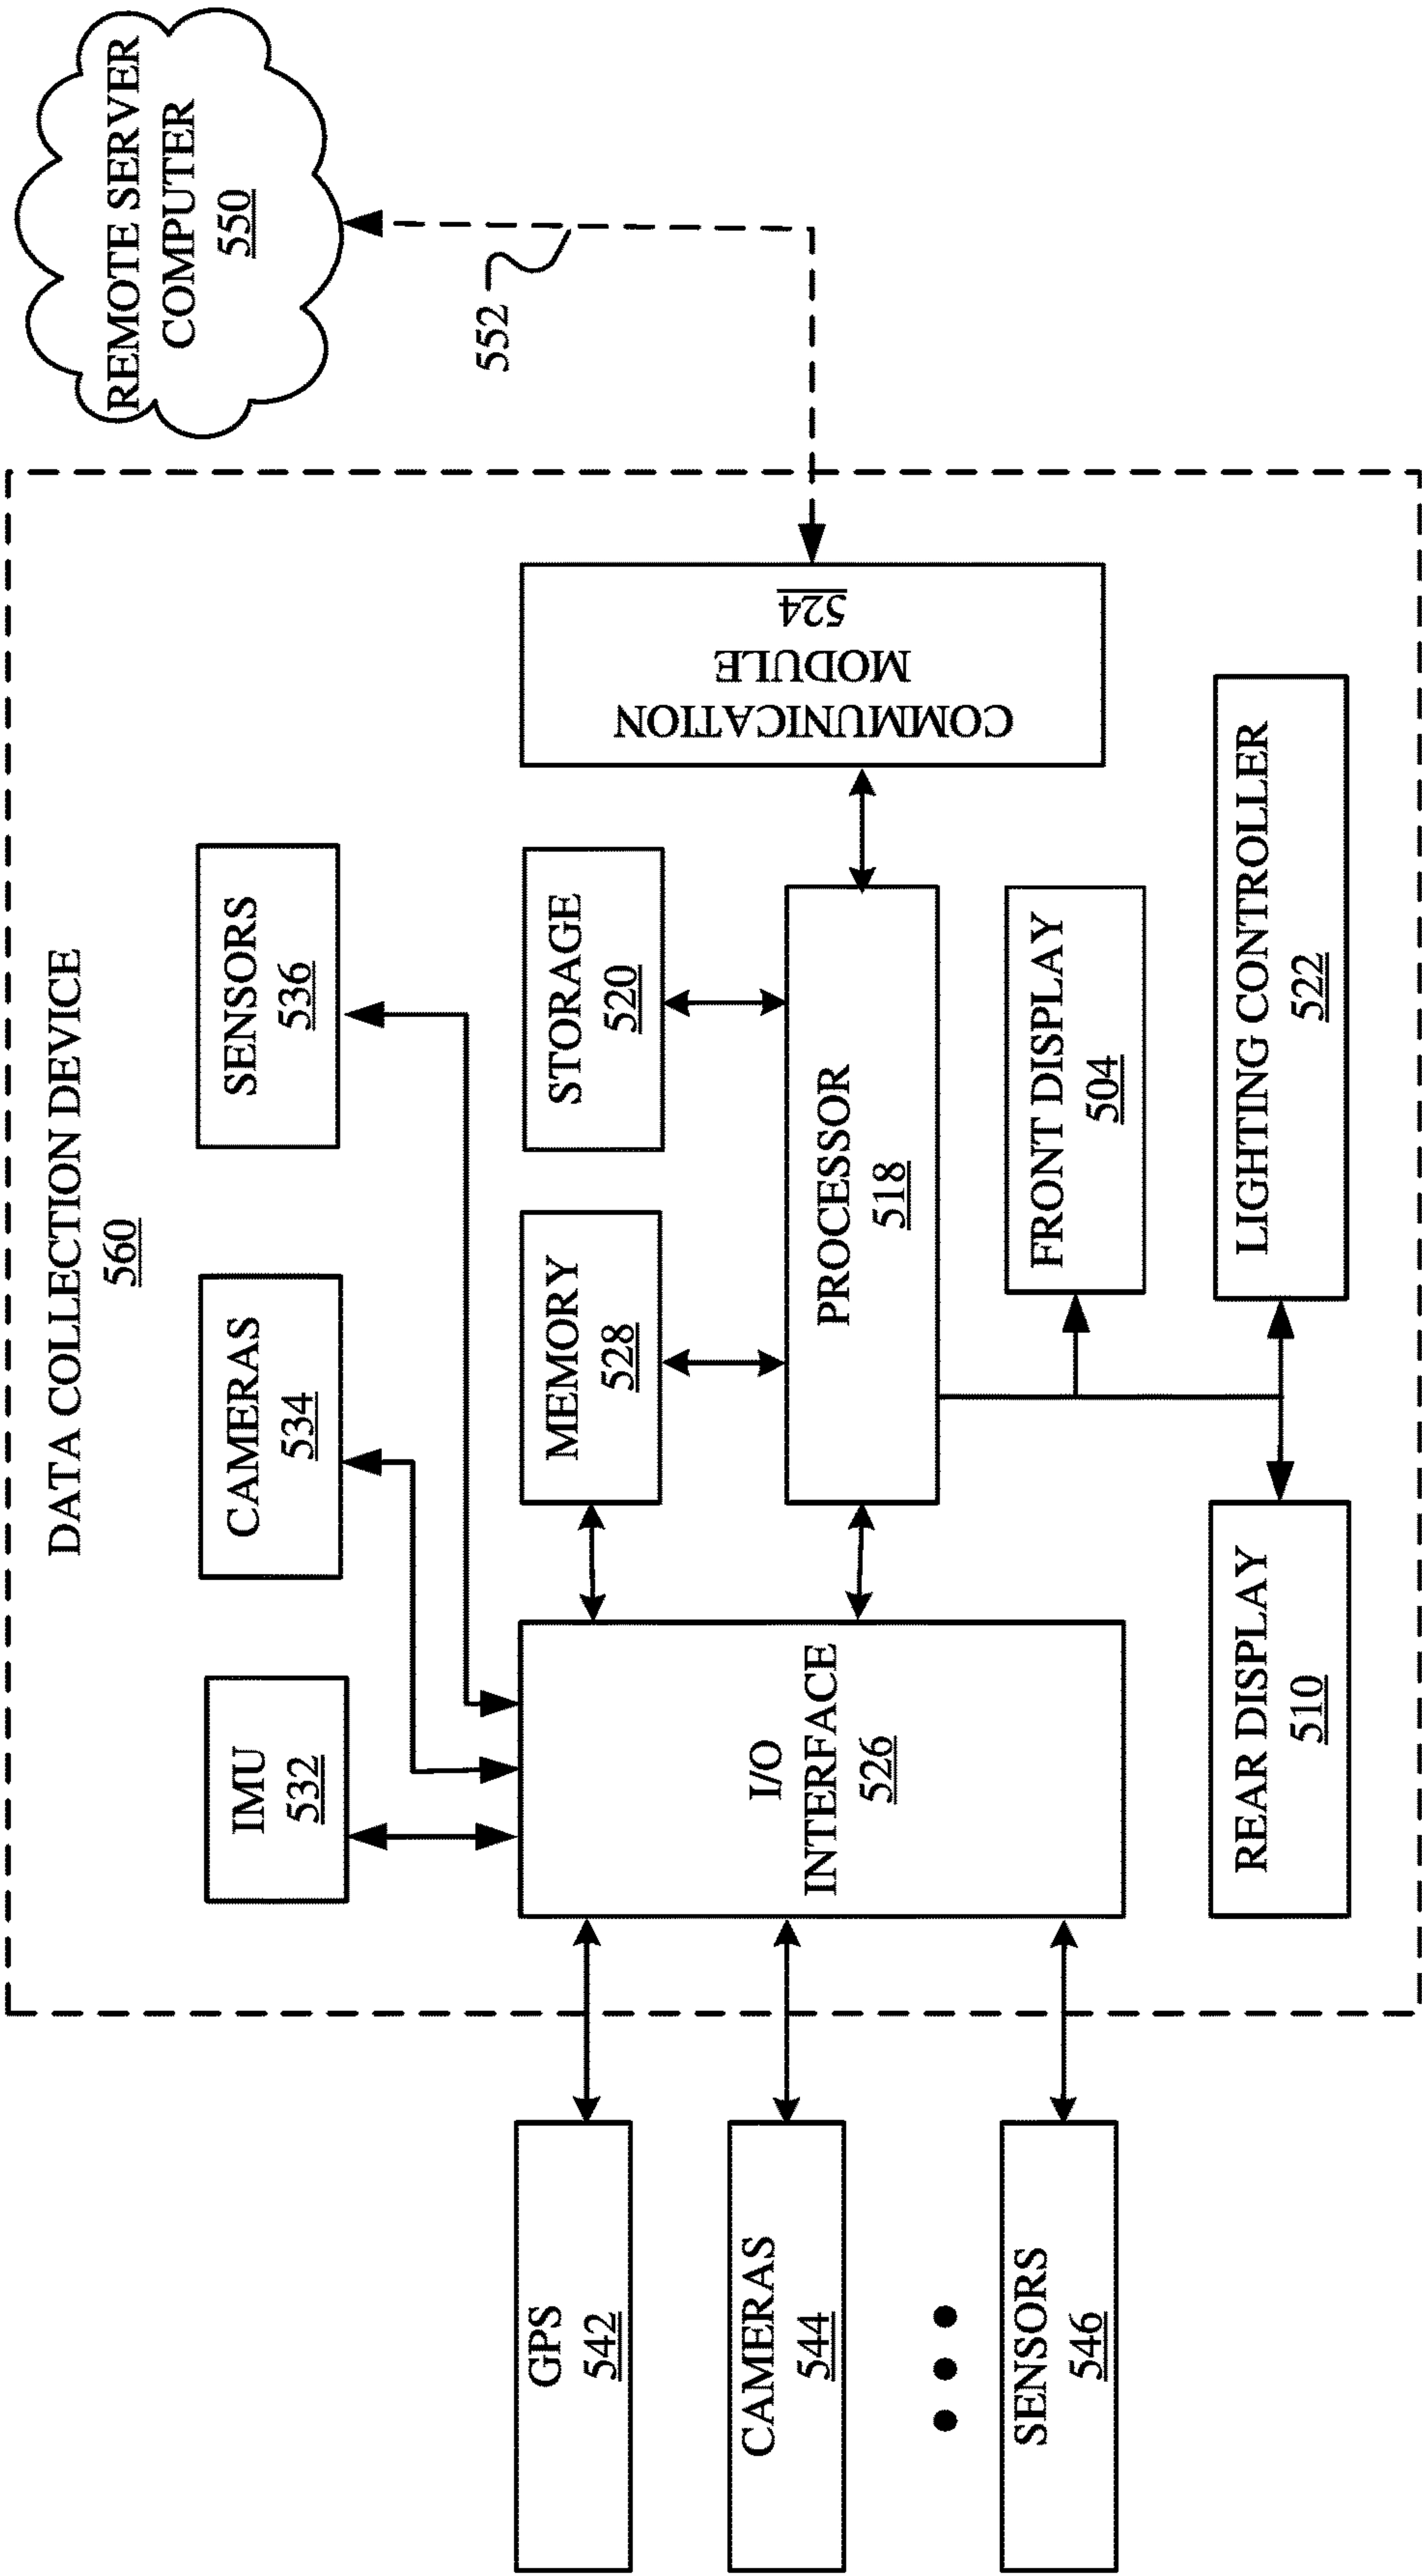 REMOTE SERVER
COMPUTER
550
552
DATA COLLECTION DEVICE
560
IMU
532
CAMERAS
534
SENSORS
536
GPS
542
CAMERAS
544
SENSORS
546
I/O
INTERFACE
526
MEMORY
528
STORAGE
520
PROCESSOR
518
COMMUNICATION
MODULE
524
FRONT DISPLAY
504
REAR DISPLAY
510
LIGHTING CONTROLLER
522